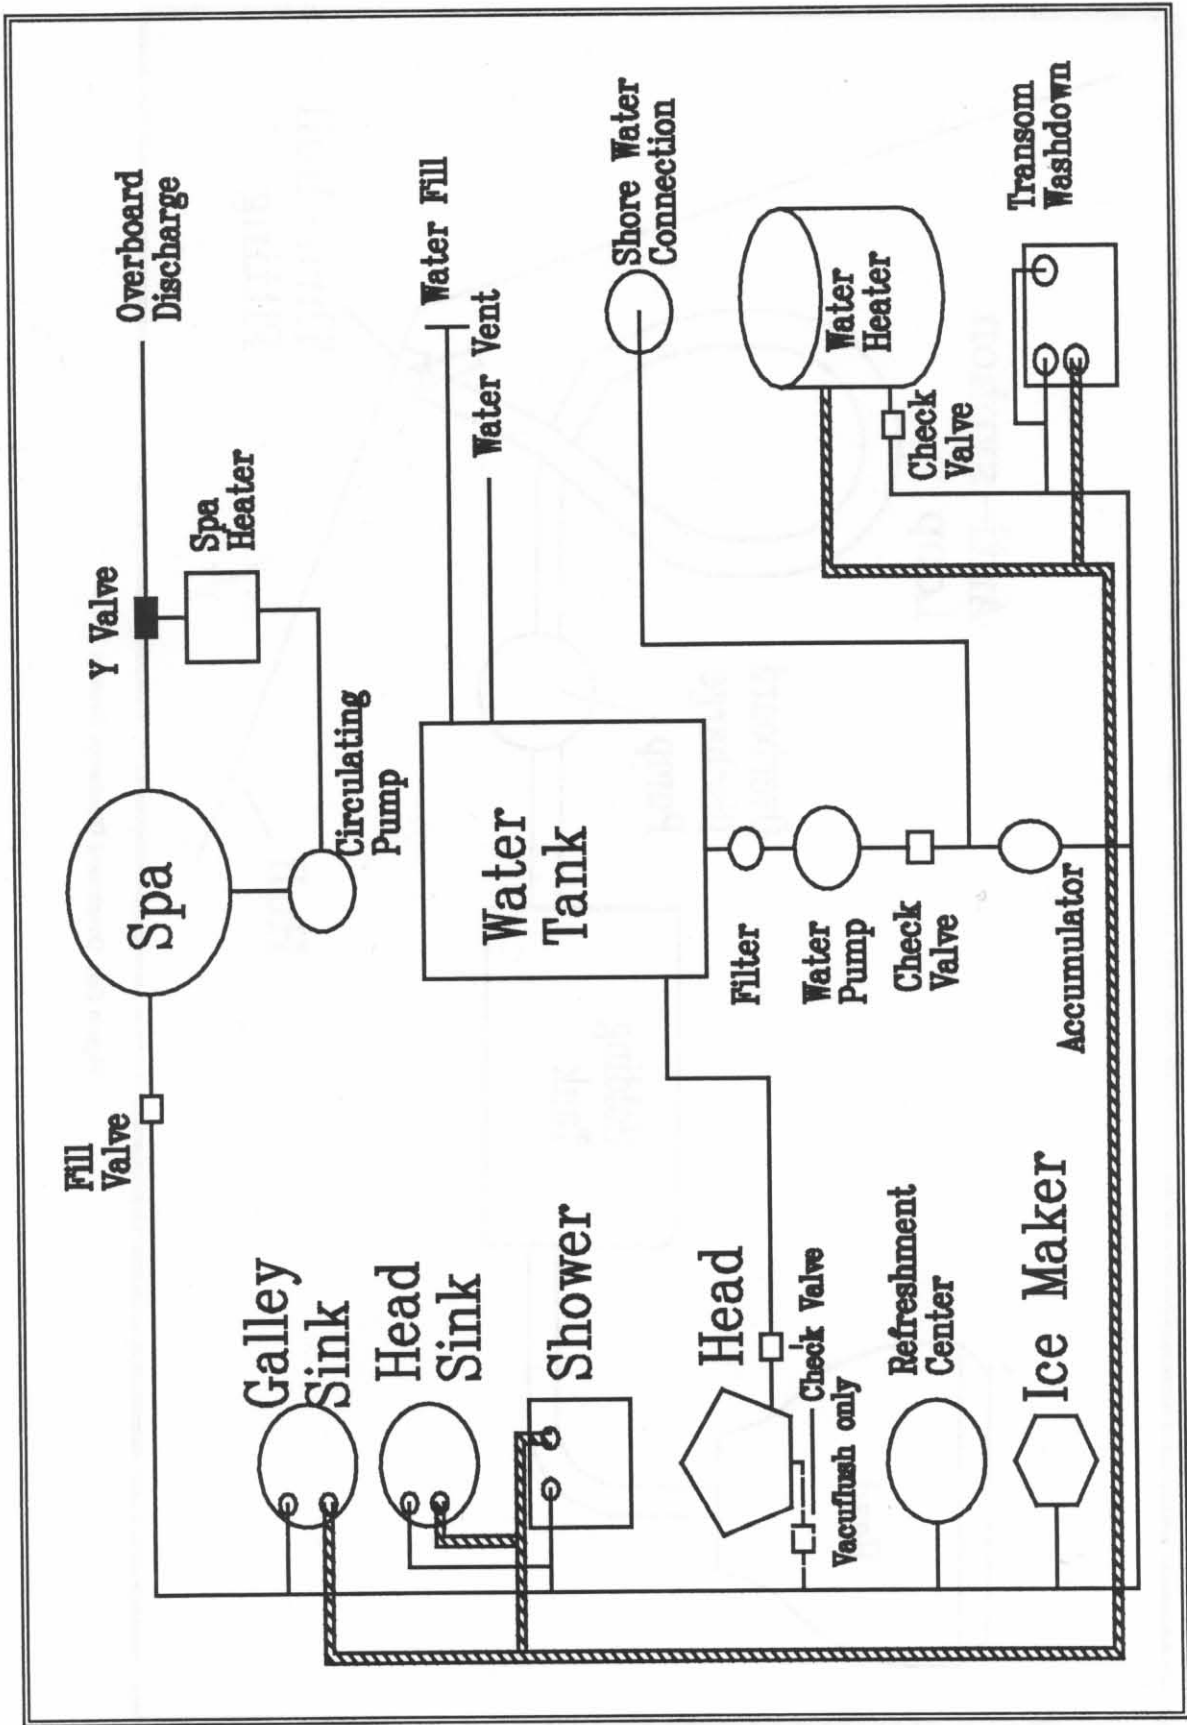 Fill
Valve
Spa
Y Valve
Overboard
Discharge
Spa
Heater
Circulating
Pump
Galley
Sink
Head
Sink
Shower
Water
Tank
Water Fill
Water Vent
Shore Water
Connection
Head
Check Valve
Vacuflush only
Filter
Water
Pump
Check
Valve
Accumulator
Water
Heater
Check
Valve
Transom
Washdown
Refreshment
Center
Ice Maker